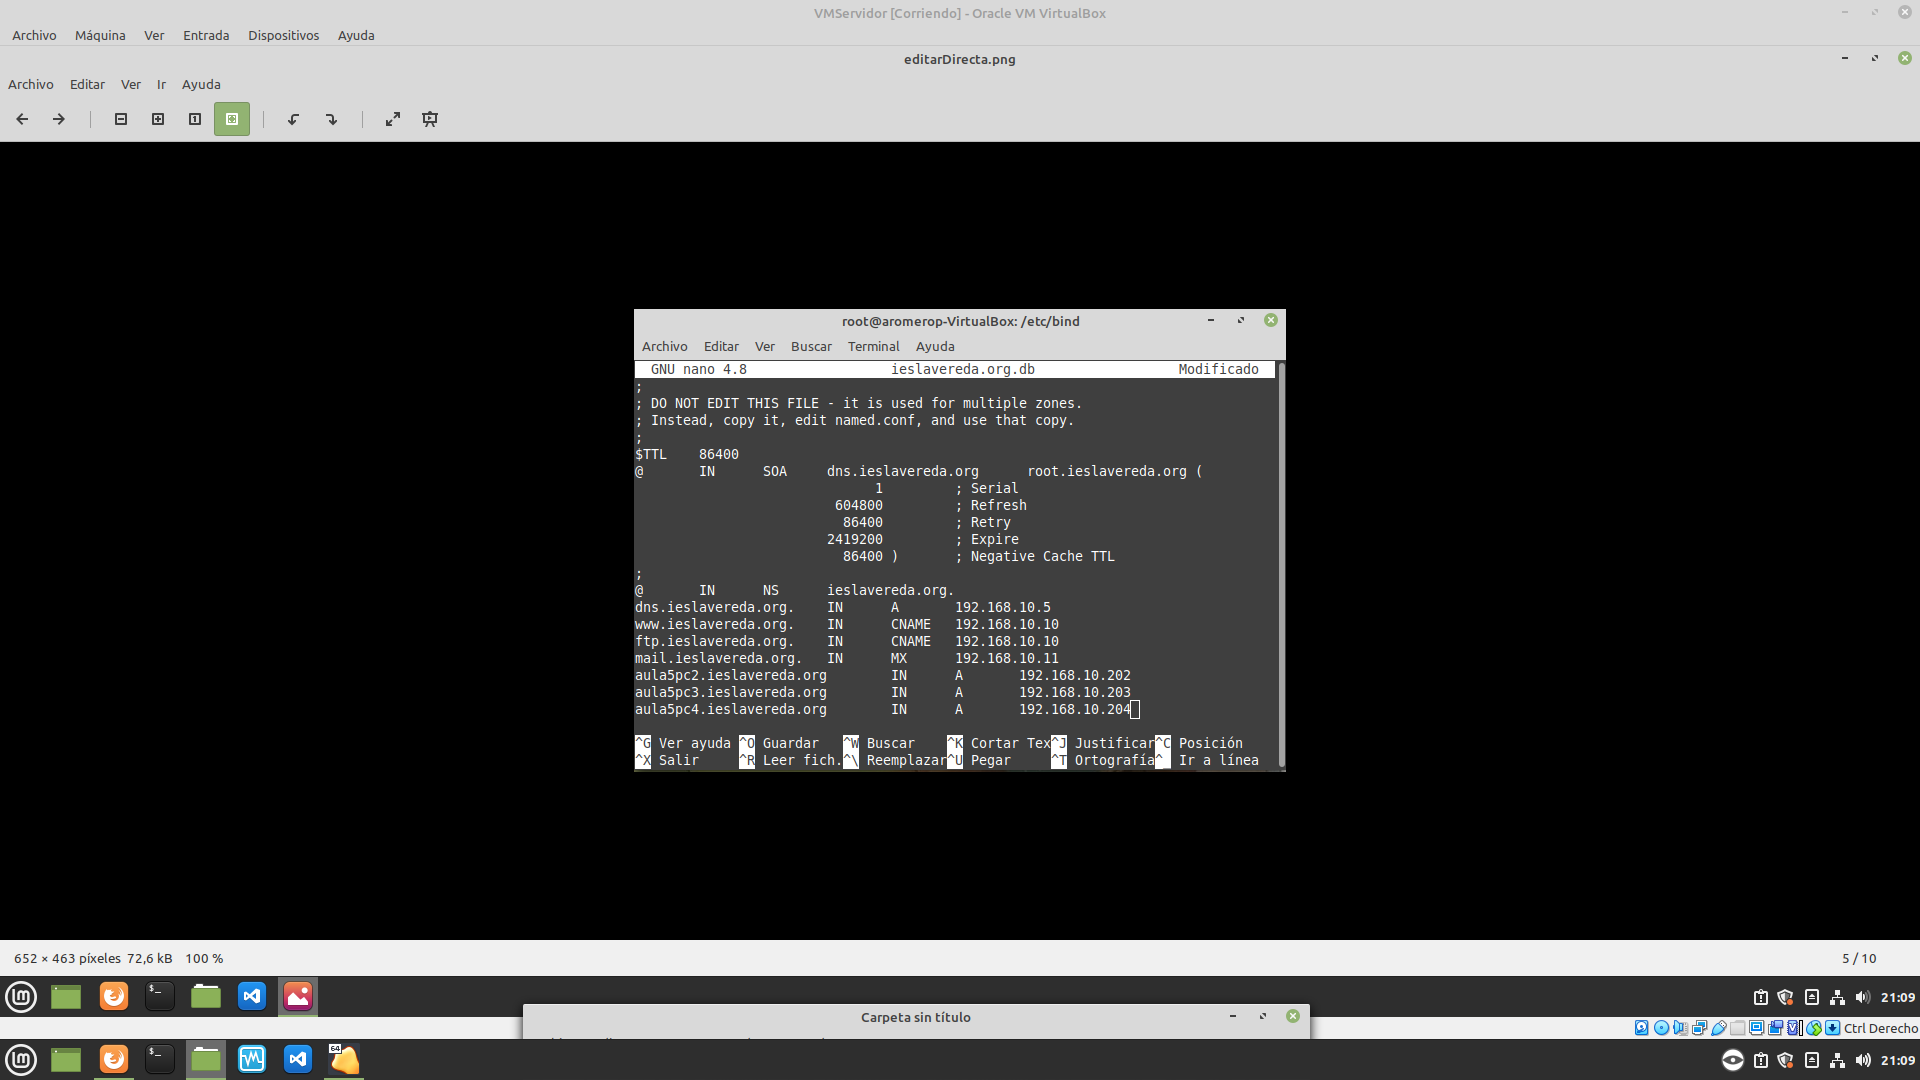 VMServidor [Corriendo] - Oracle VM VirtualBox
Archivo Máquina Ver Entrada Dispositivos Ayuda
editarDirecta.png
Archivo Editar Ver Ir Ayuda
root@aromerop-VirtualBox: /etc/bind
Archivo Editar Ver Buscar Terminal Ayuda
GNU nano 4.8 ieslavereda.org.db Modificado
;
; DO NOT EDIT THIS FILE - it is used for multiple zones.
; Instead, copy it, edit named.conf, and use that copy.
;
$TTL 86400
@ IN SOA dns.ieslavereda.org root.ieslavereda.org (
1 ; Serial
604800 ; Refresh
86400 ; Retry
2419200 ; Expire
86400 ) ; Negative Cache TTL
;
@ IN NS ieslavereda.org.
dns.ieslavereda.org. IN A 192.168.10.5
www.ieslavereda.org. IN CNAME 192.168.10.10
ftp.ieslavereda.org. IN CNAME 192.168.10.10
mail.ieslavereda.org. IN MX 192.168.10.11
aula5pc2.ieslavereda.org IN A 192.168.10.202
aula5pc3.ieslavereda.org IN A 192.168.10.203
aula5pc4.ieslavereda.org IN A 192.168.10.204
^G Ver ayuda ^O Guardar ^W Buscar ^K Cortar Tex^J Justificar^C Posición
^X Salir ^R Leer fich.^\ Reemplazar^U Pegar ^T Ortografía^_ Ir a línea
652 × 463 píxeles 72,6 kB 100 % 5 / 10
21:09
Carpeta sin título
Ctrl Derecho
64
21:09